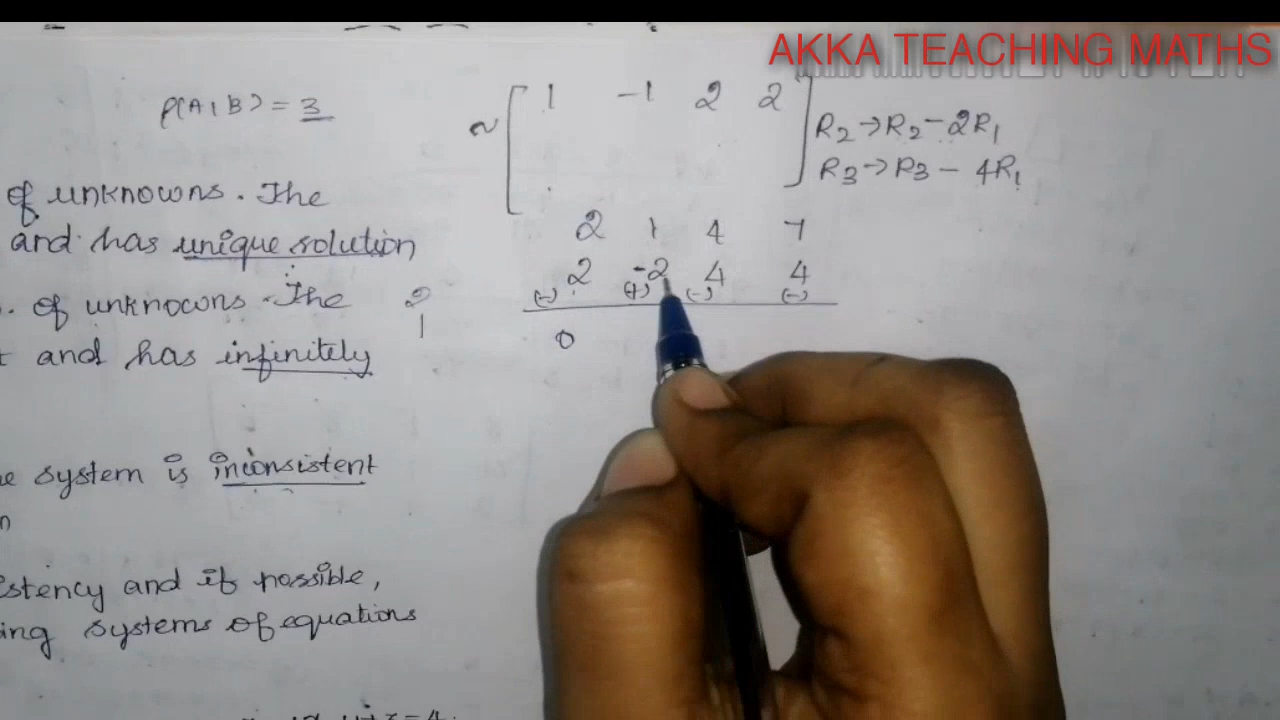 AKKA TEACHING MATHS
ρ(A,B) = 3
of unknowns. The
and has unique solution
of unknowns. The
and has infinitely
system is inconsistent
and if possible,
systems of equations
~ [ 1 -1 2 2 ] R2→R2-2R1
R3→R3-4R1
2 1 4 7
2 -2 4 4
(-) (+) (-) (-)
0
2
1